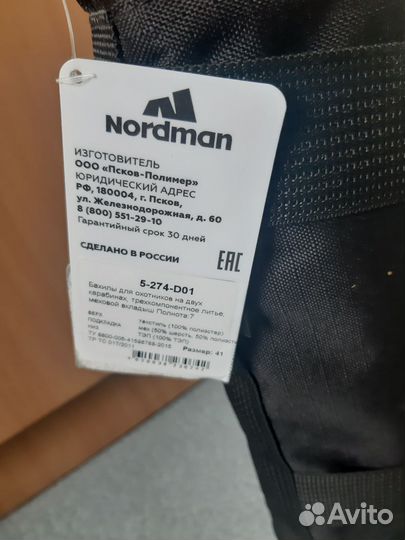 Nordman
ИЗГОТОВИТЕЛЬ
ООО «Псков-Полимер»
ЮРИДИЧЕСКИЙ АДРЕС
РФ, 180004, г. Псков,
ул. Железнодорожная, д. 60
8 (800) 551-29-10
Гарантийный срок 30 дней
СДЕЛАНО В РОССИИ
EAC
5-274-D01
Бахилы для охотников на двух
карабинах, трехкомпонентное литье,
меховой вкладыш Полнота:7
ВЕРХ текстиль (100% полиэстер)
ПОДКЛАДКА мех (50% шерсть, 50% полиэсте
НИЗ ТЭП (100% ТЭП)
ТР ТС 017/2011 Размер: 41
Avito